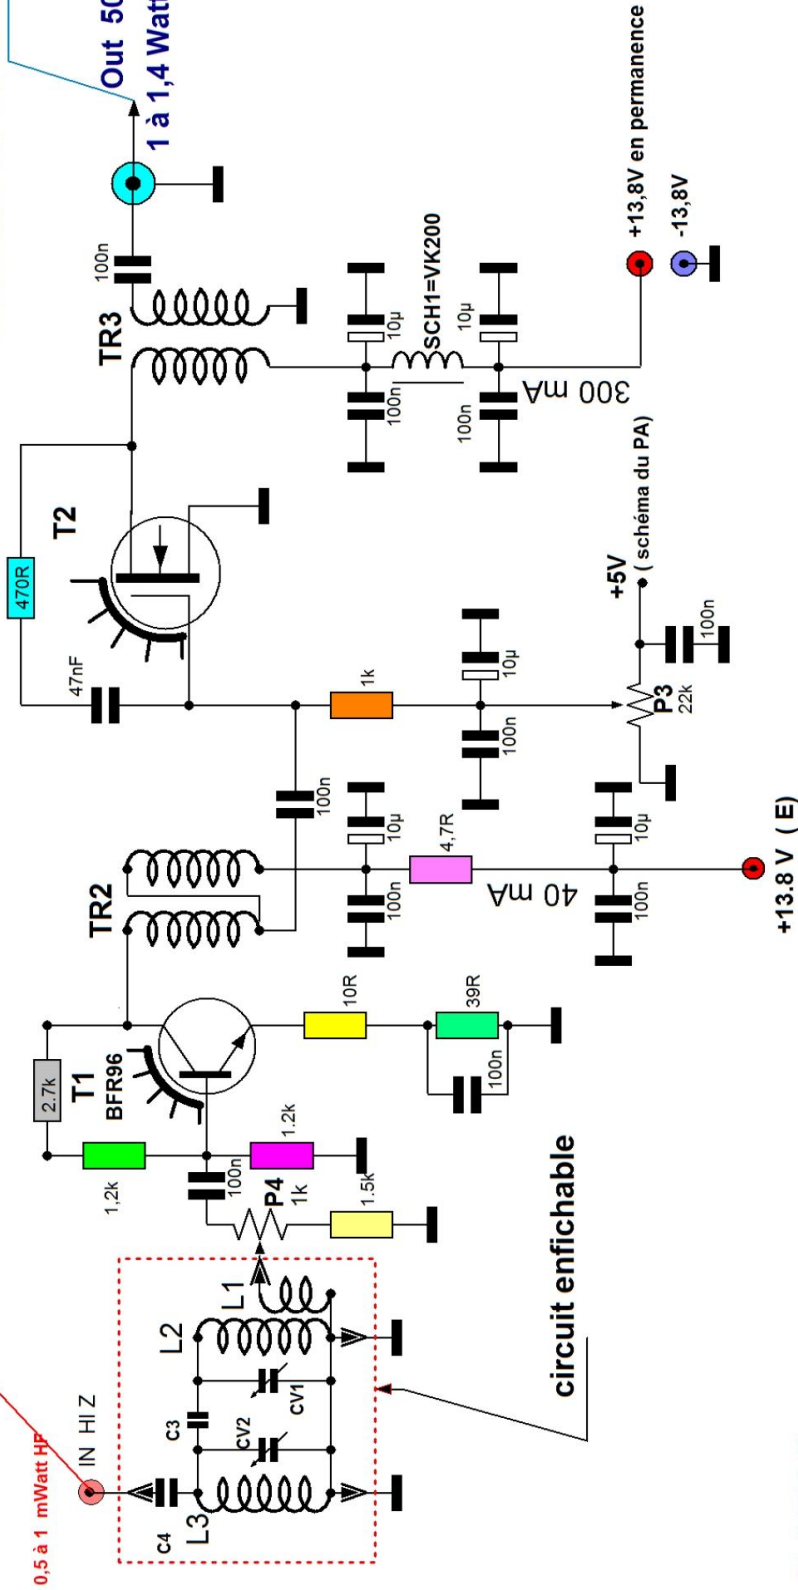 0,5 à 1 mWatt HF
IN HI Z
C4
L3
C3
CV2
CV1
L2
L1
circuit enfichable
P4
1k
1.5k
100n
1,2k
1.2k
2.7k
T1
BFR96
10R
39R
100n
TR2
100n
100n
10µ
4,7R
40 mA
100n
10µ
+13.8 V ( E)
47nF
470R
T2
1k
100n
10µ
P3
22k
100n
+5V
( schéma du PA)
TR3
100n
100n
10µ
SCH1=VK200
100n
10µ
300 mA
+13,8V en permanence
-13,8V
Out 50
1 à 1,4 Watt